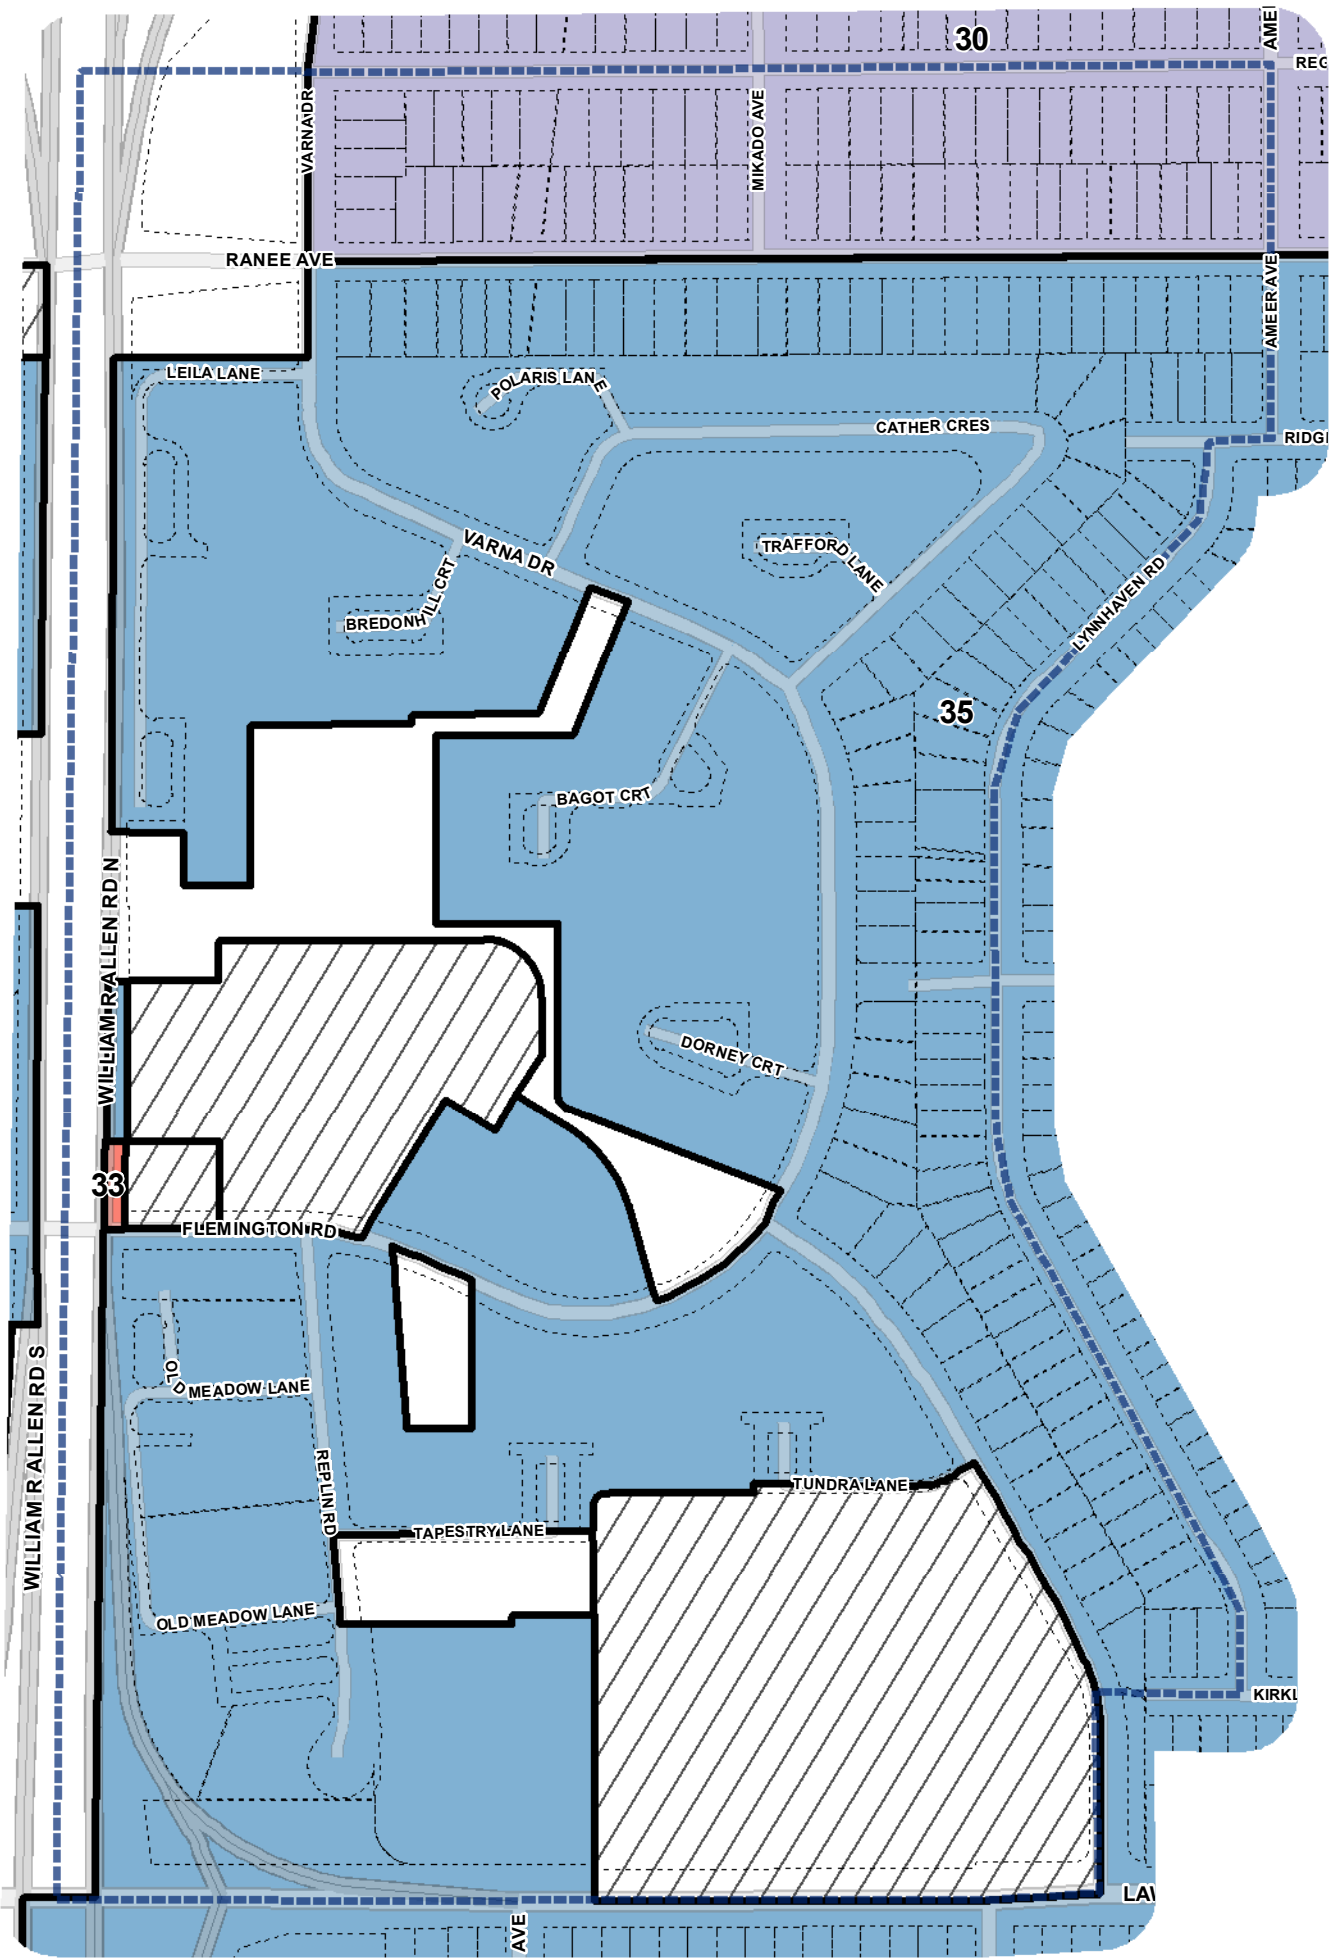 30
AME
REG
VARNA DR
MIKADO AVE
RANEE AVE
AMEER AVE
LEILA LANE
POLARIS LANE
CATHER CRES
RIDG
VARNA DR
TRAFFORD LANE
BREDONHILL CRT
LYNNHAVEN RD
35
BAGOT CRT
WILLIAM R ALLEN RD N
DORNEY CRT
33
FLEMINGTON RD
OLD MEADOW LANE
WILLIAM R ALLEN RD S
REPLIN RD
TUNDRA LANE
TAPESTRY LANE
OLD MEADOW LANE
KIRKL
LAW
AVE